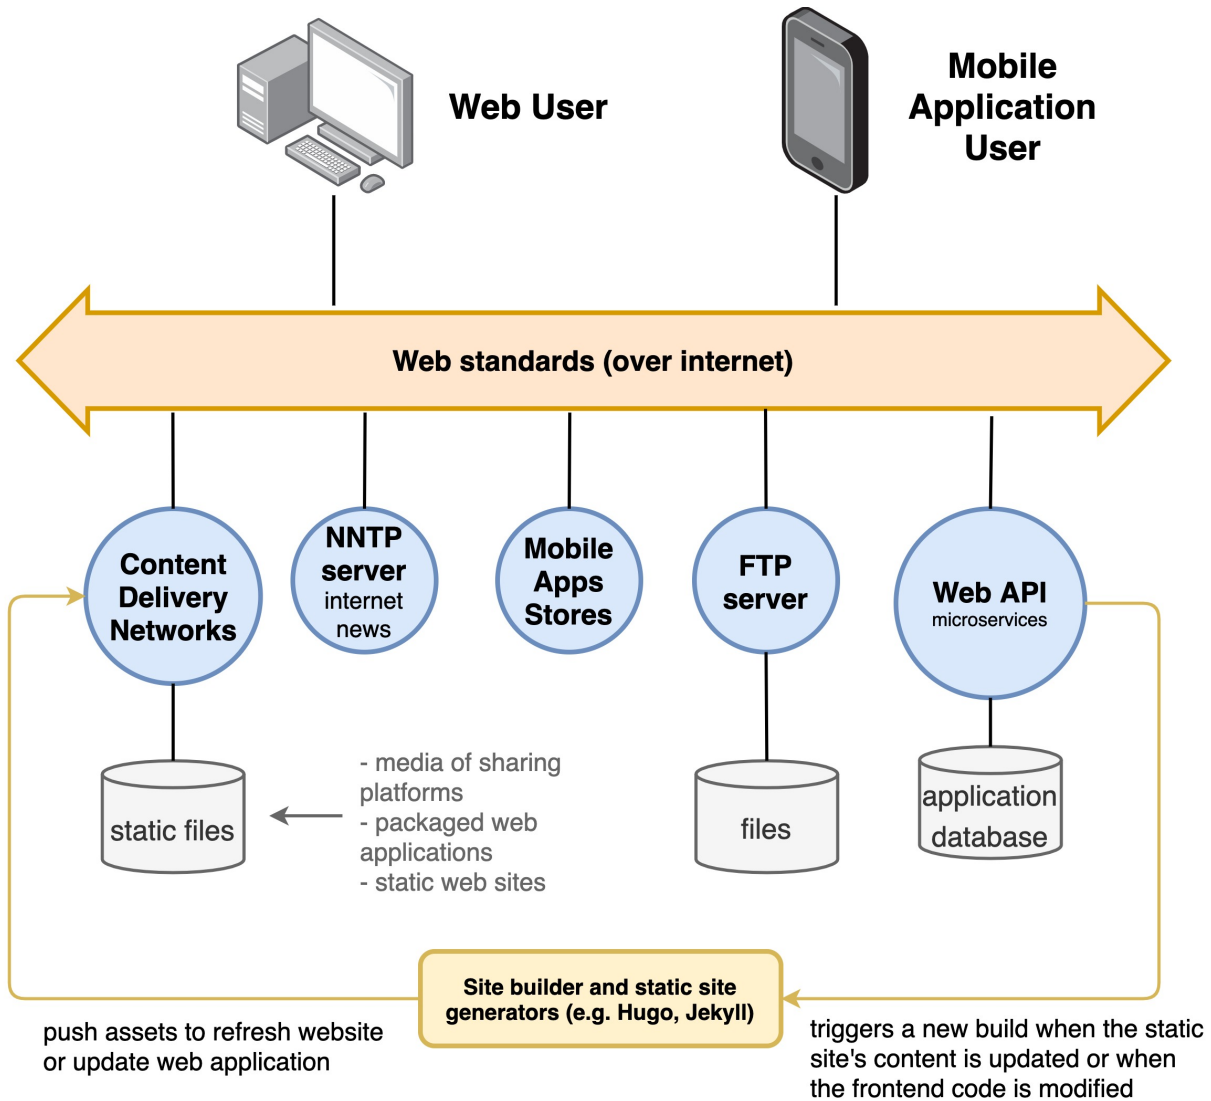 Web User
Mobile
Application
User
Web standards (over internet)
Content
Delivery
Networks
NNTP
server
internet
news
Mobile
Apps
Stores
FTP
server
Web API
microservices
static files
- media of sharing
platforms
- packaged web
applications
- static web sites
files
application
database
Site builder and static site
generators (e.g. Hugo, Jekyll)
push assets to refresh website
or update web application
triggers a new build when the static
site's content is updated or when
the frontend code is modified